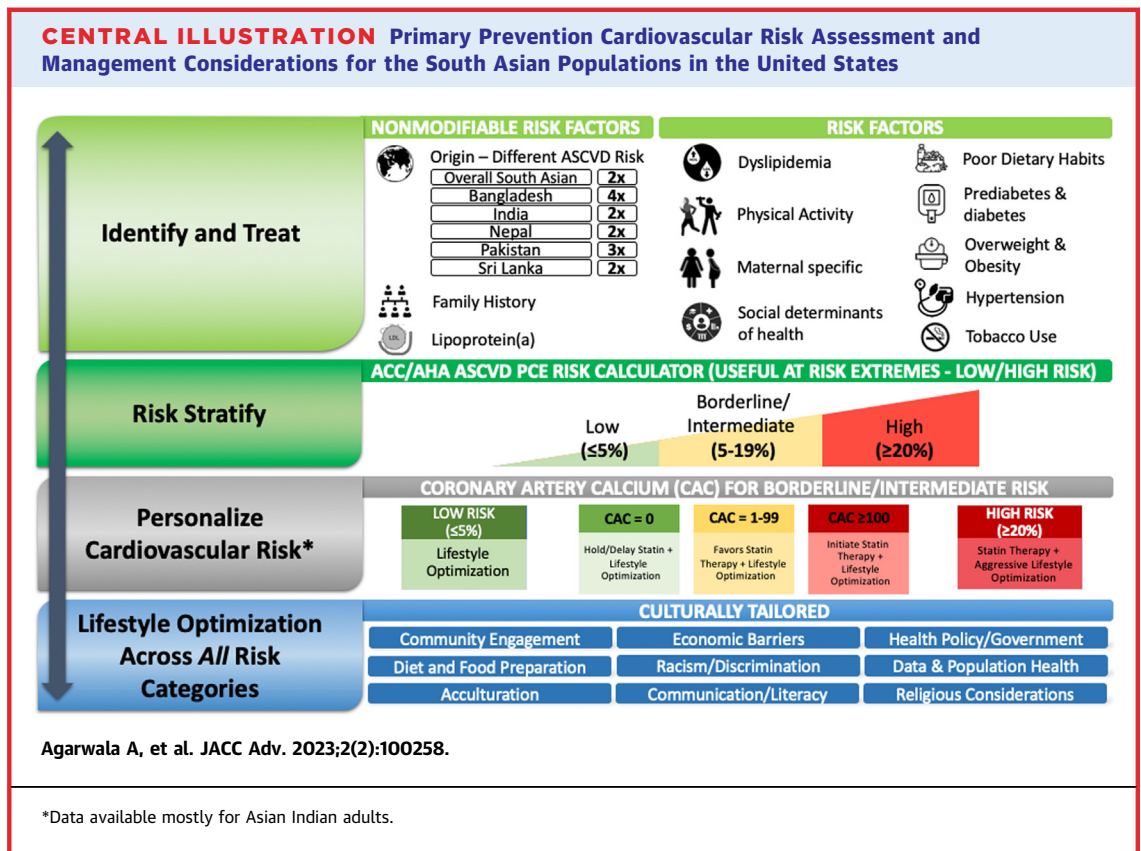 CENTRAL ILLUSTRATION Primary Prevention Cardiovascular Risk Assessment and
Management Considerations for the South Asian Populations in the United States
Identify and Treat
NONMODIFIABLE RISK FACTORS
Origin – Different ASCVD Risk
Overall South Asian 2x
Bangladesh 4x
India 2x
Nepal 2x
Pakistan 3x
Sri Lanka 2x
Family History
LDL
Lipoprotein(a)
RISK FACTORS
Dyslipidemia
Physical Activity
Maternal specific
Social determinants
of health
Poor Dietary Habits
Prediabetes &
diabetes
Overweight &
Obesity
Hypertension
Tobacco Use
Risk Stratify
ACC/AHA ASCVD PCE RISK CALCULATOR (USEFUL AT RISK EXTREMES - LOW/HIGH RISK)
Low
(≤5%)
Borderline/
Intermediate
(5-19%)
High
(≥20%)
Personalize
Cardiovascular Risk*
CORONARY ARTERY CALCIUM (CAC) FOR BORDERLINE/INTERMEDIATE RISK
LOW RISK
(≤5%)
Lifestyle
Optimization
CAC = 0
Hold/Delay Statin +
Lifestyle
Optimization
CAC = 1-99
Favors Statin
Therapy + Lifestyle
Optimization
CAC ≥100
Initiate Statin
Therapy +
Lifestyle
Optimization
HIGH RISK
(≥20%)
Statin Therapy +
Aggressive Lifestyle
Optimization
Lifestyle Optimization
Across All Risk
Categories
CULTURALLY TAILORED
Community Engagement
Economic Barriers
Health Policy/Government
Diet and Food Preparation
Racism/Discrimination
Data & Population Health
Acculturation
Communication/Literacy
Religious Considerations
Agarwala A, et al. JACC Adv. 2023;2(2):100258.
*Data available mostly for Asian Indian adults.